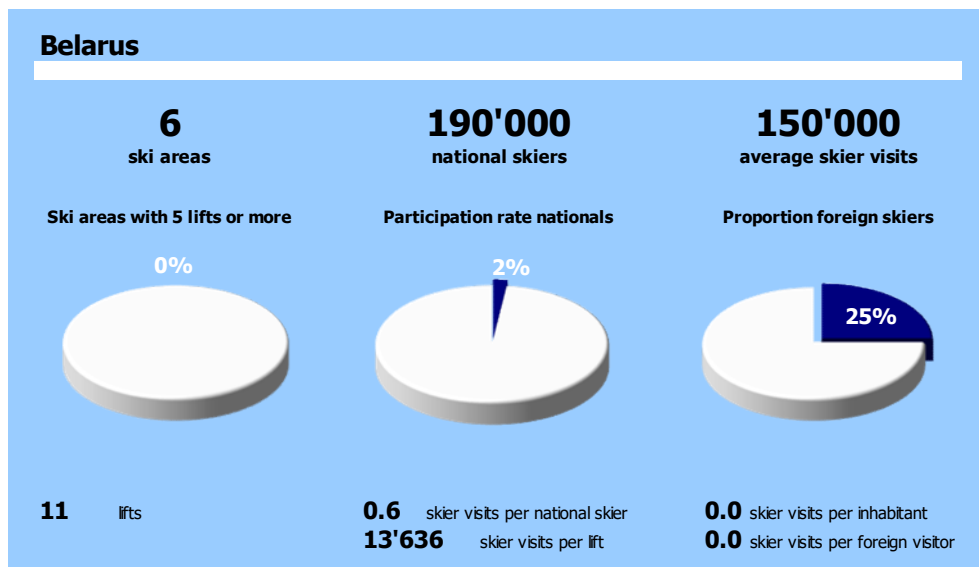 Belarus
6
ski areas
190'000
national skiers
150'000
average skier visits
Ski areas with 5 lifts or more
Participation rate nationals
Proportion foreign skiers
0%
2%
25%
11 lifts
0.6 skier visits per national skier
13'636 skier visits per lift
0.0 skier visits per inhabitant
0.0 skier visits per foreign visitor